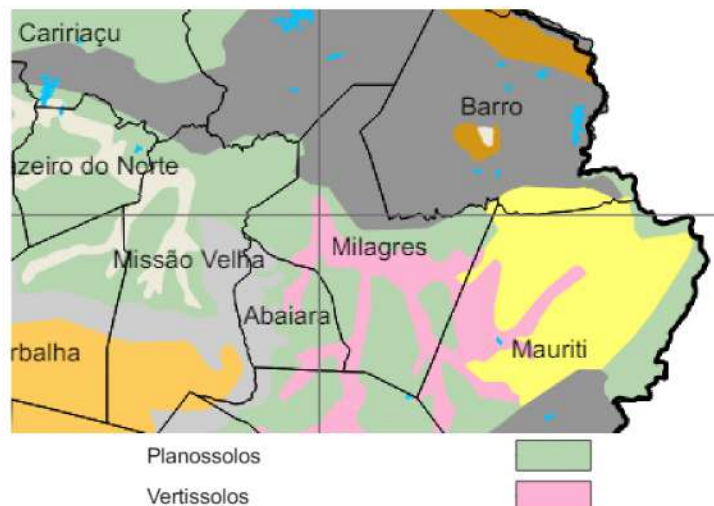 Caririaçu
Barro
zeiro do Norte
Milagres
Missão Velha
Abaiara
rbalha
Mauriti
Planossolos
Vertissolos